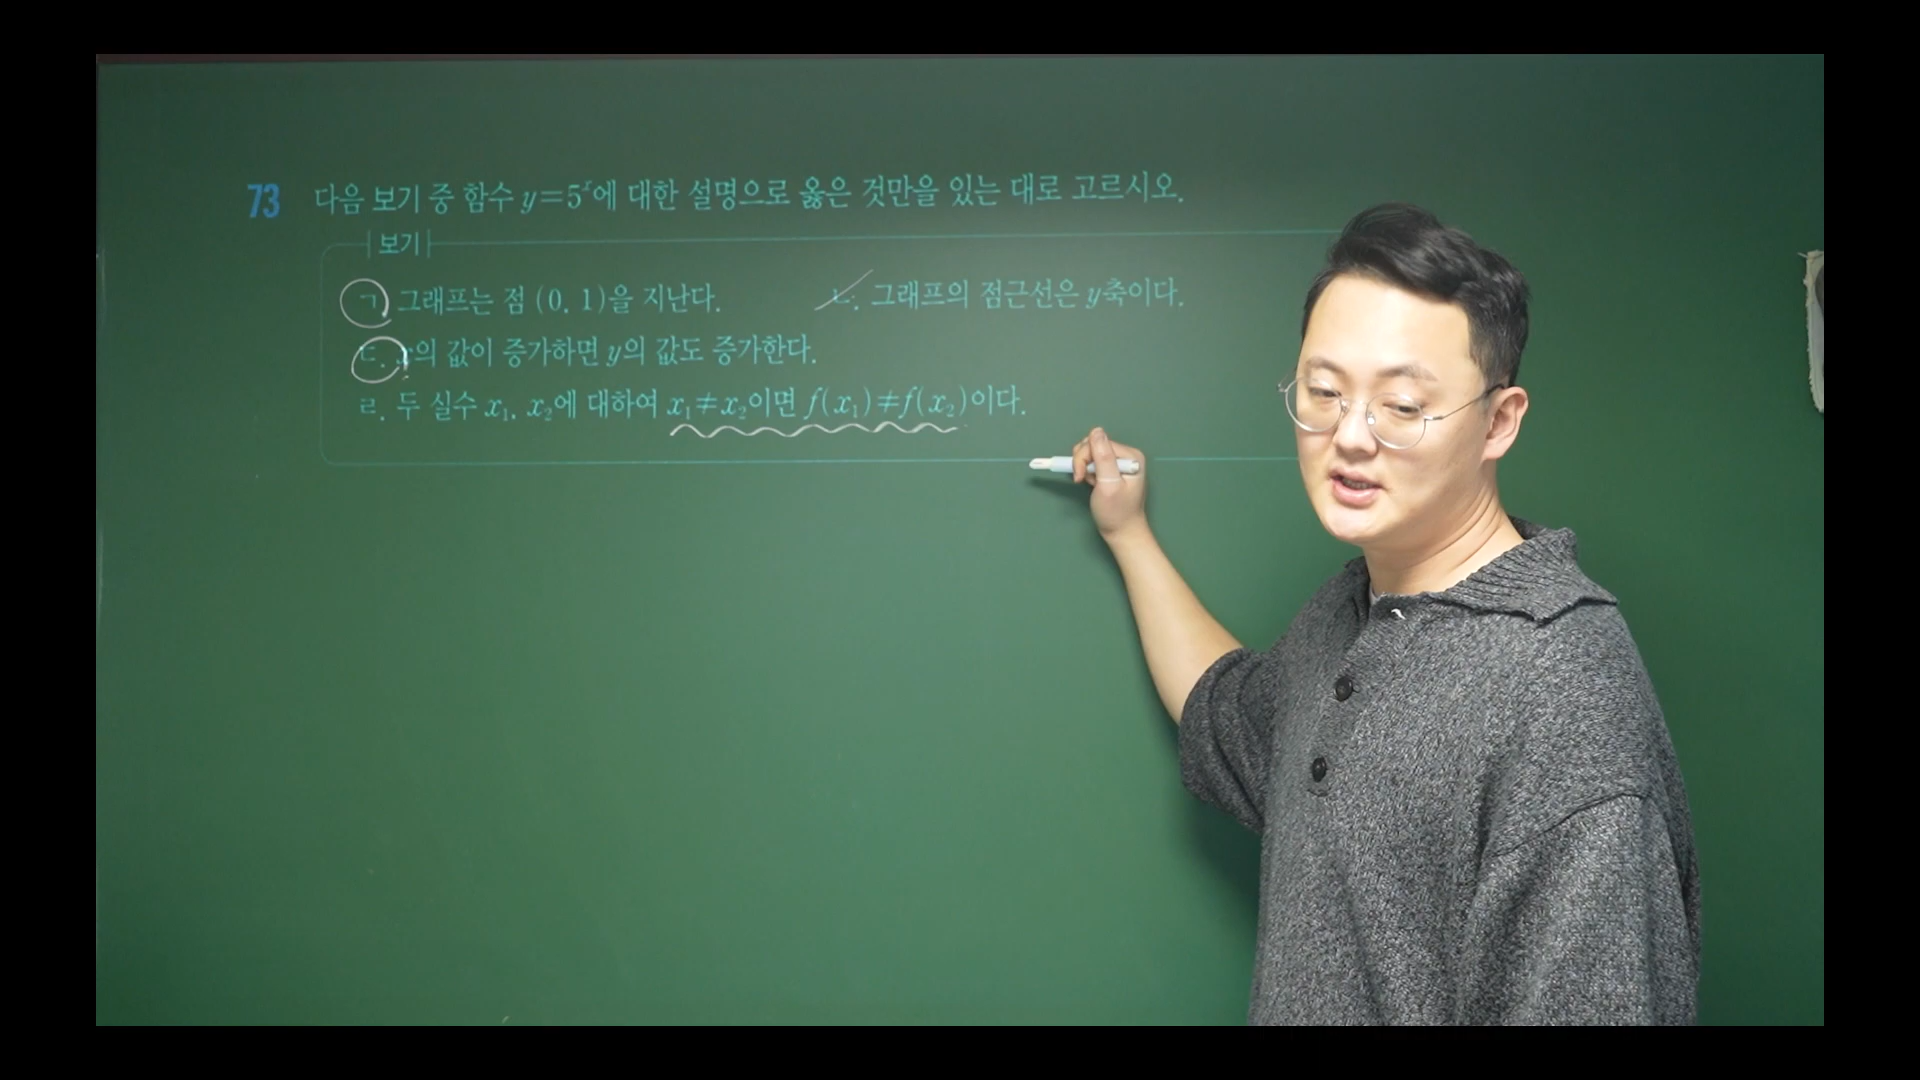 73 다음 보기 중 함수 y=5ˣ에 대한 설명으로 옳은 것만을 있는 대로 고르시오.
보기
ㄱ. 그래프는 점 (0, 1)을 지난다. ㄴ. 그래프의 점근선은 y축이다.
ㄷ. x의 값이 증가하면 y의 값도 증가한다.
ㄹ. 두 실수 x₁, x₂에 대하여 x₁≠x₂이면 f(x₁)≠f(x₂)이다.